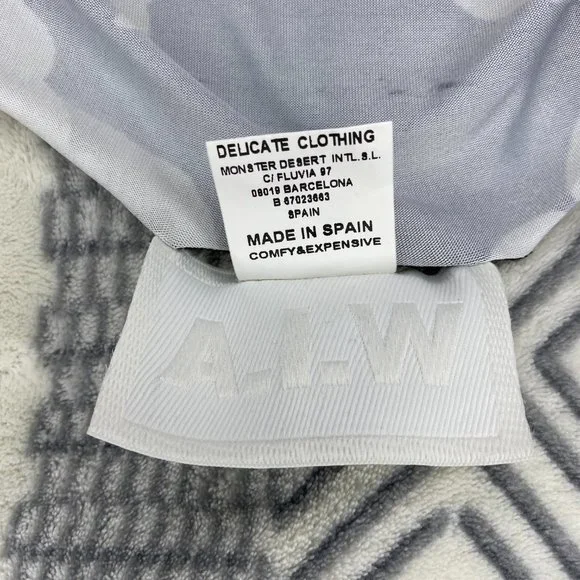 DELICATE CLOTHING
MONSTER DESERT INTL.S.L.
C/ FLUVIA 97
08019 BARCELONA
B 67023663
SPAIN
MADE IN SPAIN
COMFY&EXPENSIVE
A.I.W